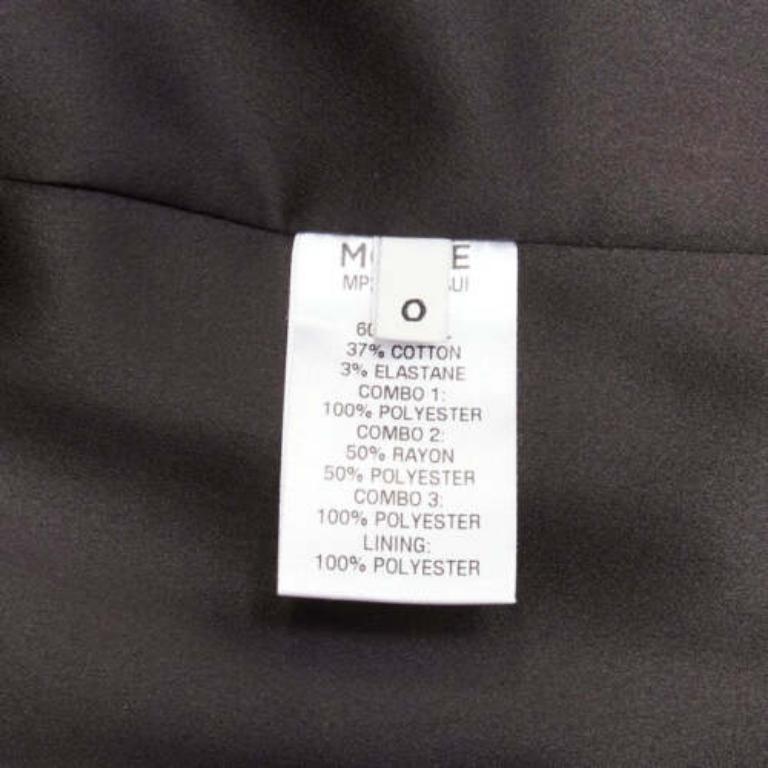 O
37% COTTON
3% ELASTANE
COMBO 1:
100% POLYESTER
COMBO 2:
50% RAYON
50% POLYESTER
COMBO 3:
100% POLYESTER
LINING:
100% POLYESTER